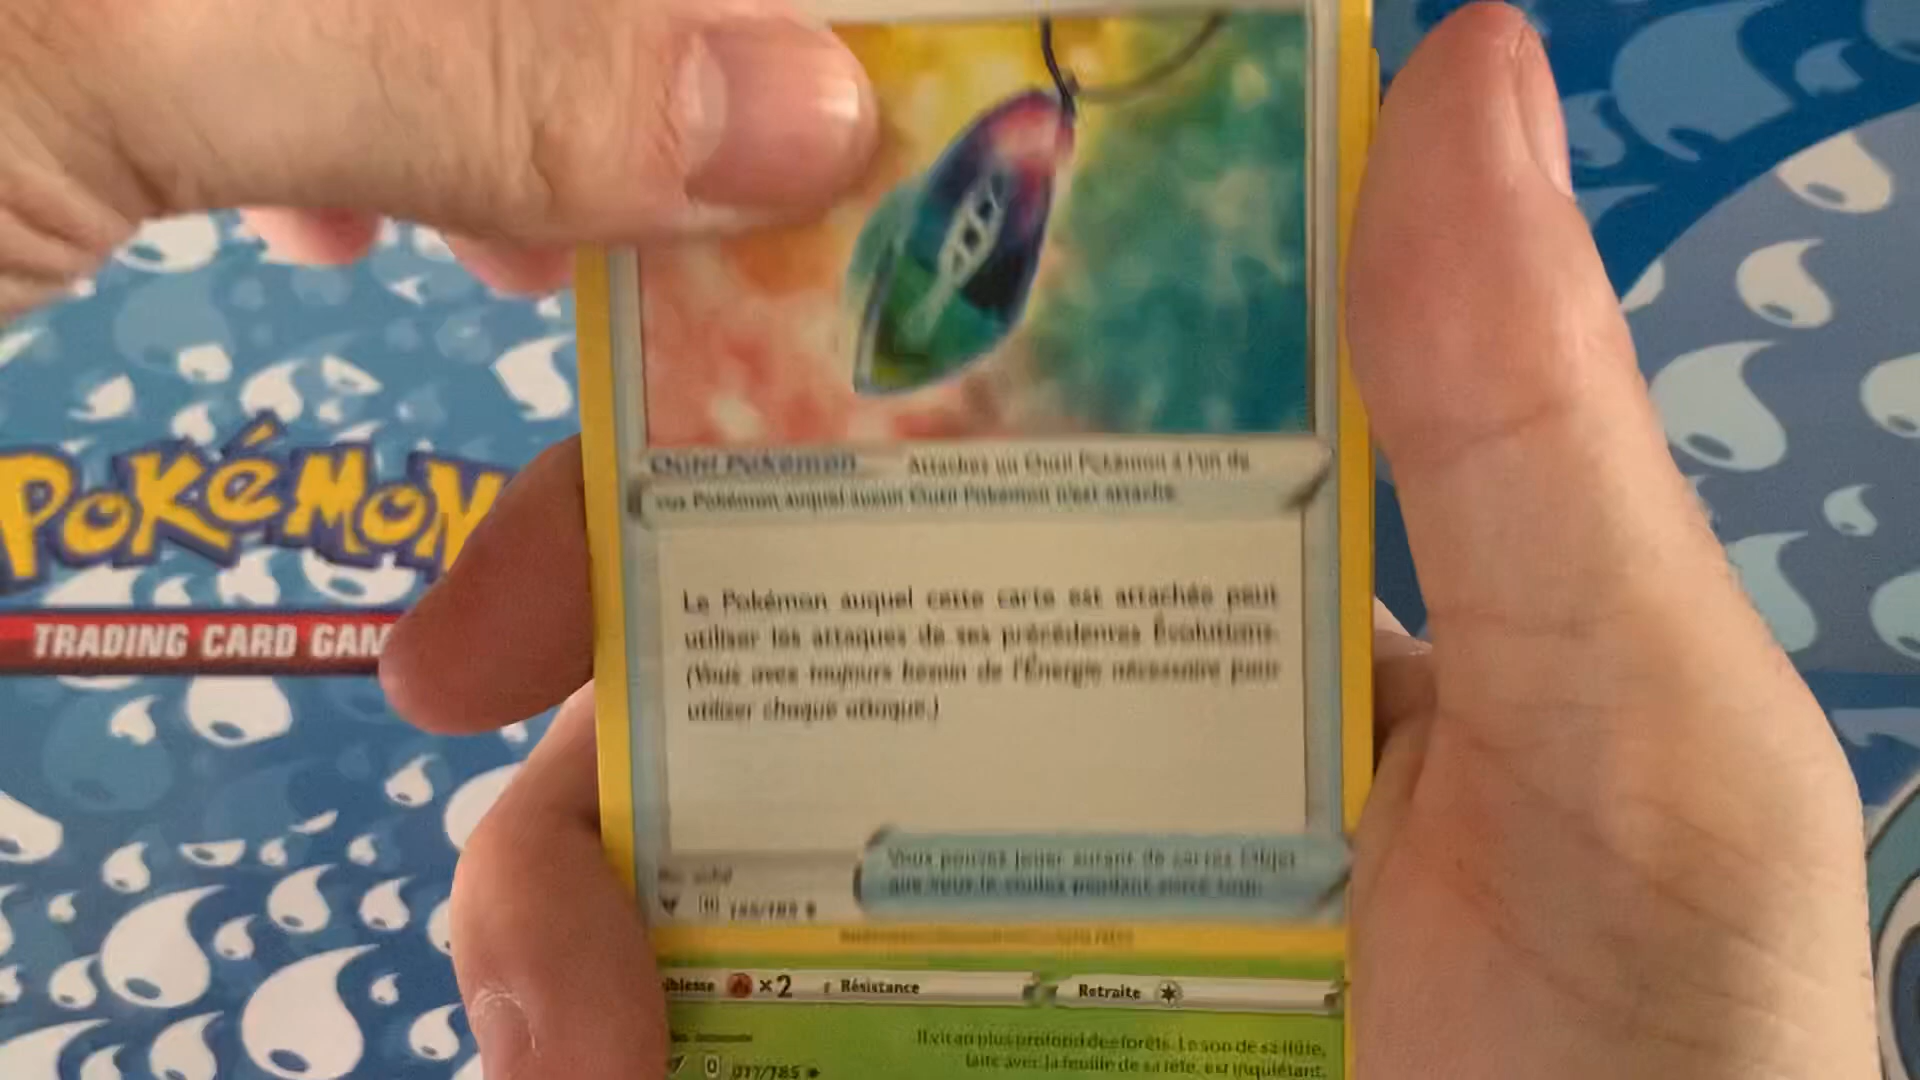 Outil Pokémon Attachez un Outil Pokémon à l'un de
vos Pokémon auquel aucun Outil Pokémon n'est attaché.
Le Pokémon auquel cette carte est attachée peut
utiliser les attaques de ses précédentes Évolutions.
(Vous avez toujours besoin de l'Énergie nécessaire pour
utiliser chaque attaque.)
POKéMON
TRADING CARD GAM
Vous pouvez jouer autant de cartes Objet
que vous le voulez pendant votre tour.
iblesse ×2 Résistance Retraite
Il vit au plus profond des forêts. Le son de sa flûte,
faite avec la feuille de sa tête, est inquiétant.
011/185